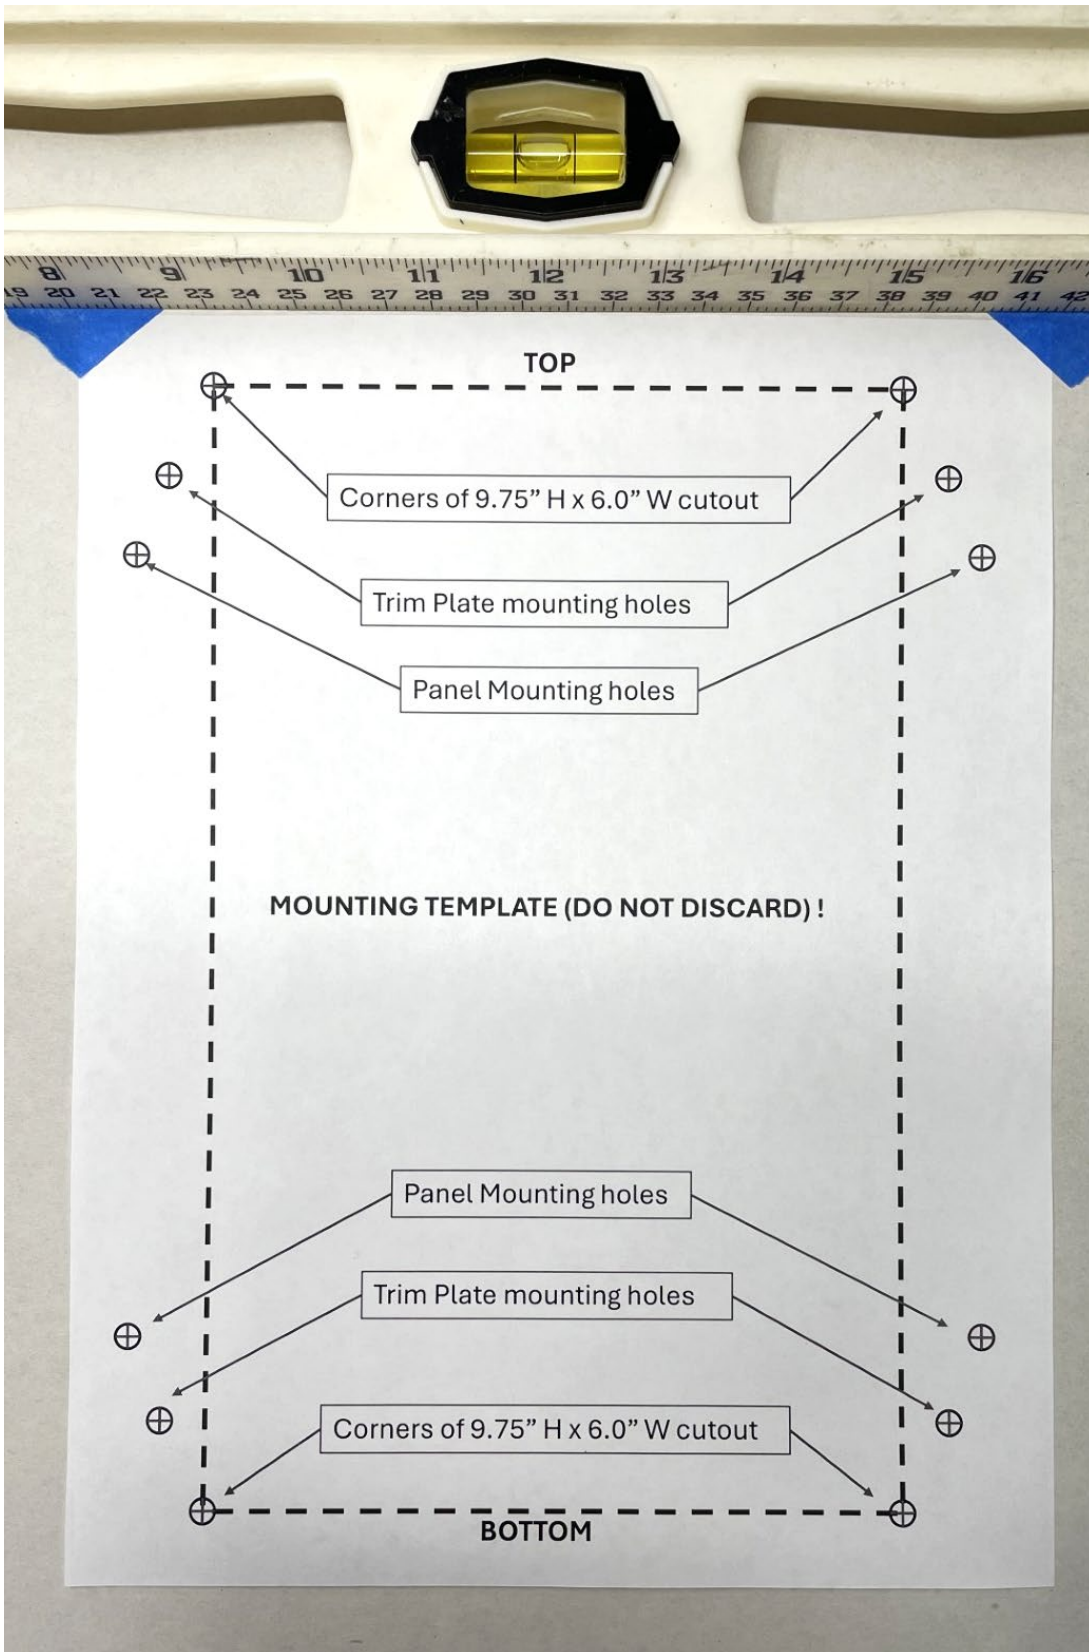 8 9 10 11 12 13 14 15 16
19 20 21 22 23 24 25 26 27 28 29 30 31 32 33 34 35 36 37 38 39 40 41 42
TOP
Corners of 9.75” H x 6.0” W cutout
Trim Plate mounting holes
Panel Mounting holes
MOUNTING TEMPLATE (DO NOT DISCARD) !
Panel Mounting holes
Trim Plate mounting holes
Corners of 9.75” H x 6.0” W cutout
BOTTOM